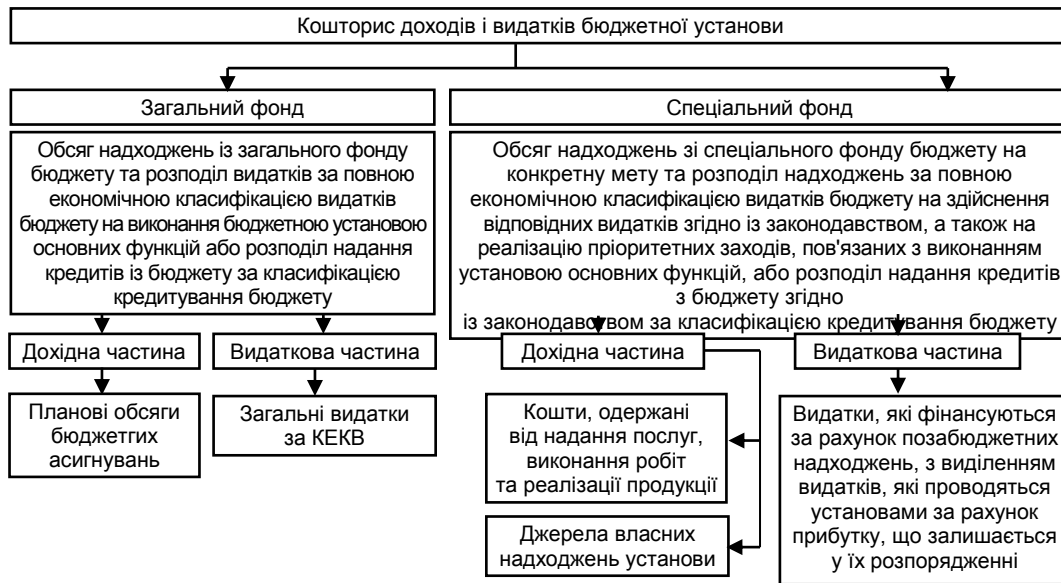 Кошторис доходів і видатків бюджетної установи
Загальний фонд
Спеціальний фонд
Обсяг надходжень із загального фонду
бюджету та розподіл видатків за повною
економічною класифікацією видатків
бюджету на виконання бюджетною установою
основних функцій або розподіл надання
кредитів із бюджету за класифікацією
кредитування бюджету
Обсяг надходжень зі спеціального фонду бюджету на
конкретну мету та розподіл надходжень за повною
економічною класифікацією видатків бюджету на здійснення
відповідних видатків згідно із законодавством, а також на
реалізацію пріоритетних заходів, пов'язаних з виконанням
установою основних функцій, або розподіл надання кредитів
з бюджету згідно
із законодавством за класифікацією кредитування бюджету
Дохідна частина
Видаткова частина
Дохідна частина
Видаткова частина
Планові обсяги
бюджетгих
асигнувань
Загальні видатки
за КЕКВ
Кошти, одержані
від надання послуг,
виконання робіт
та реалізації продукції
Джерела власних
надходжень установи
Видатки, які фінансуються
за рахунок позабюджетних
надходжень, з виділенням
видатків, які проводяться
установами за рахунок
прибутку, що залишається
у їх розпорядженні